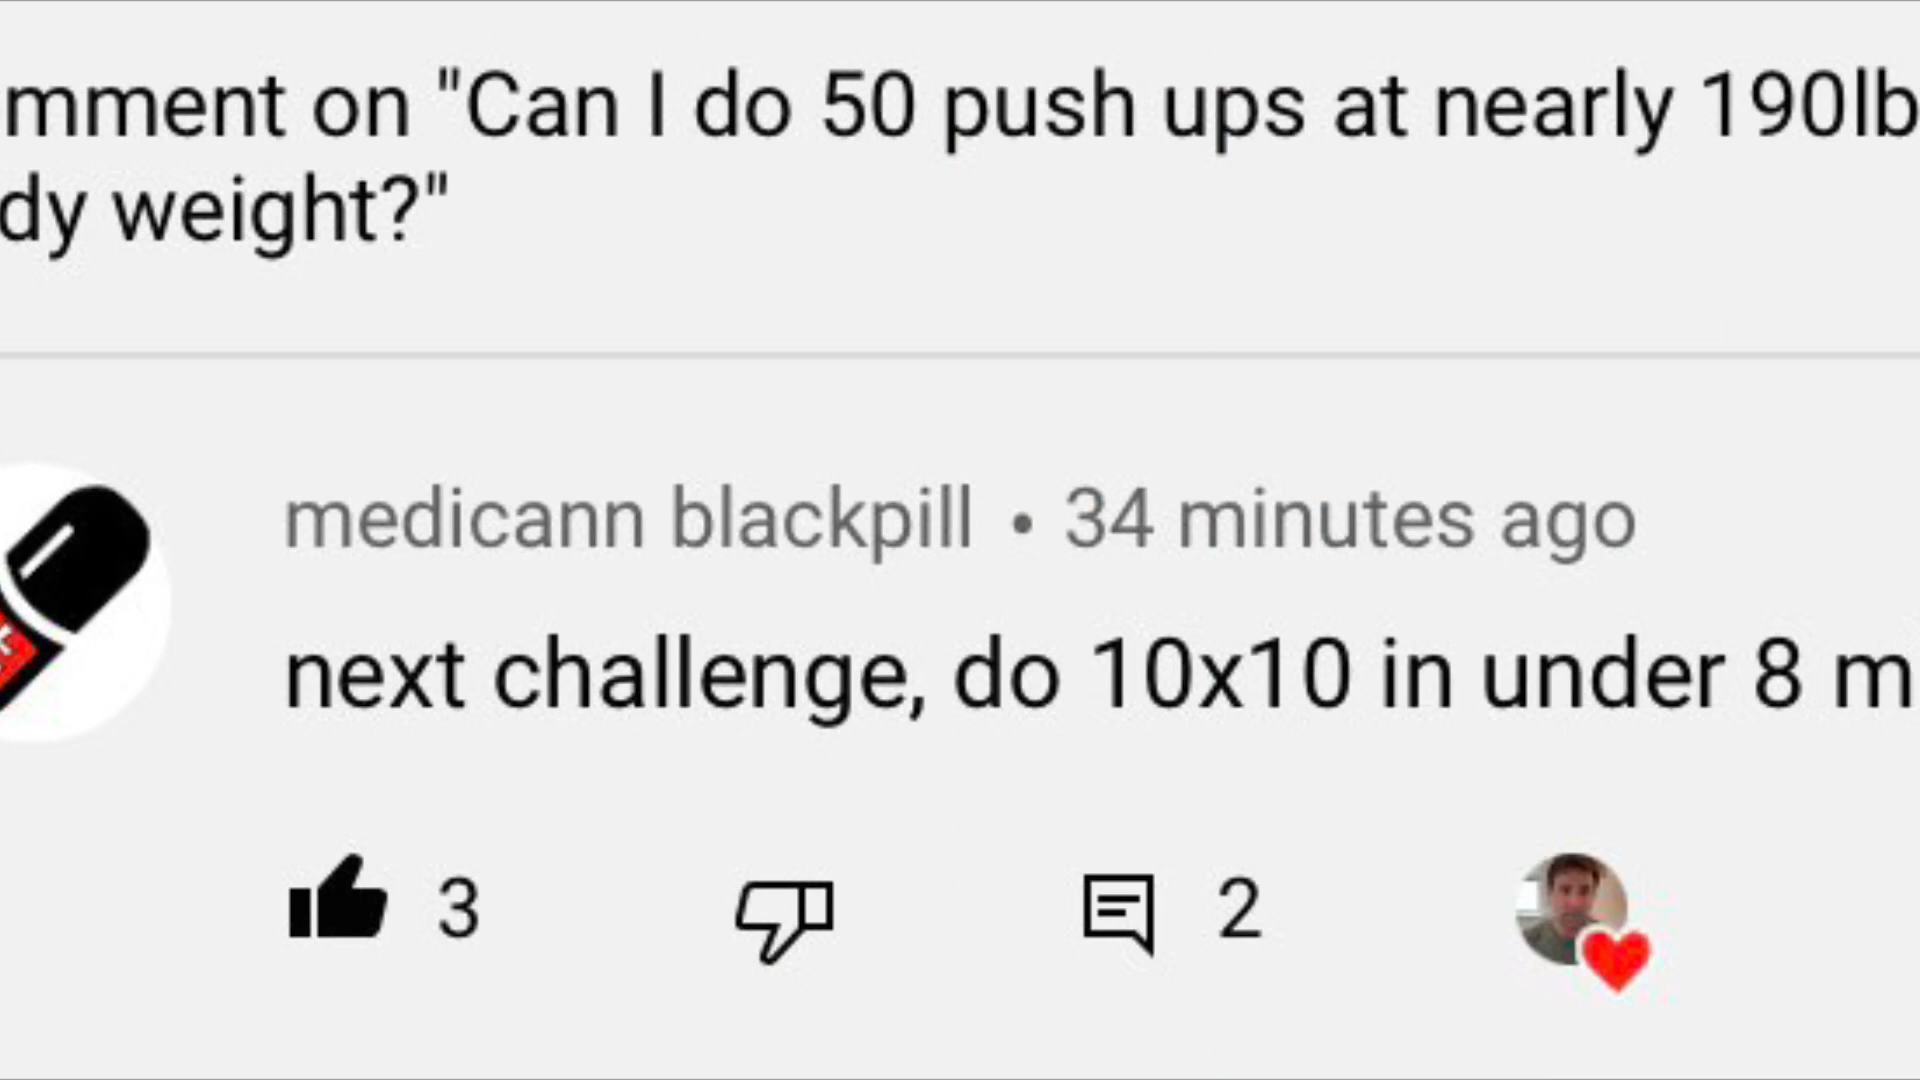 mment on "Can I do 50 push ups at nearly 190lb
dy weight?"
medicann blackpill • 34 minutes ago
next challenge, do 10x10 in under 8 m
3
2